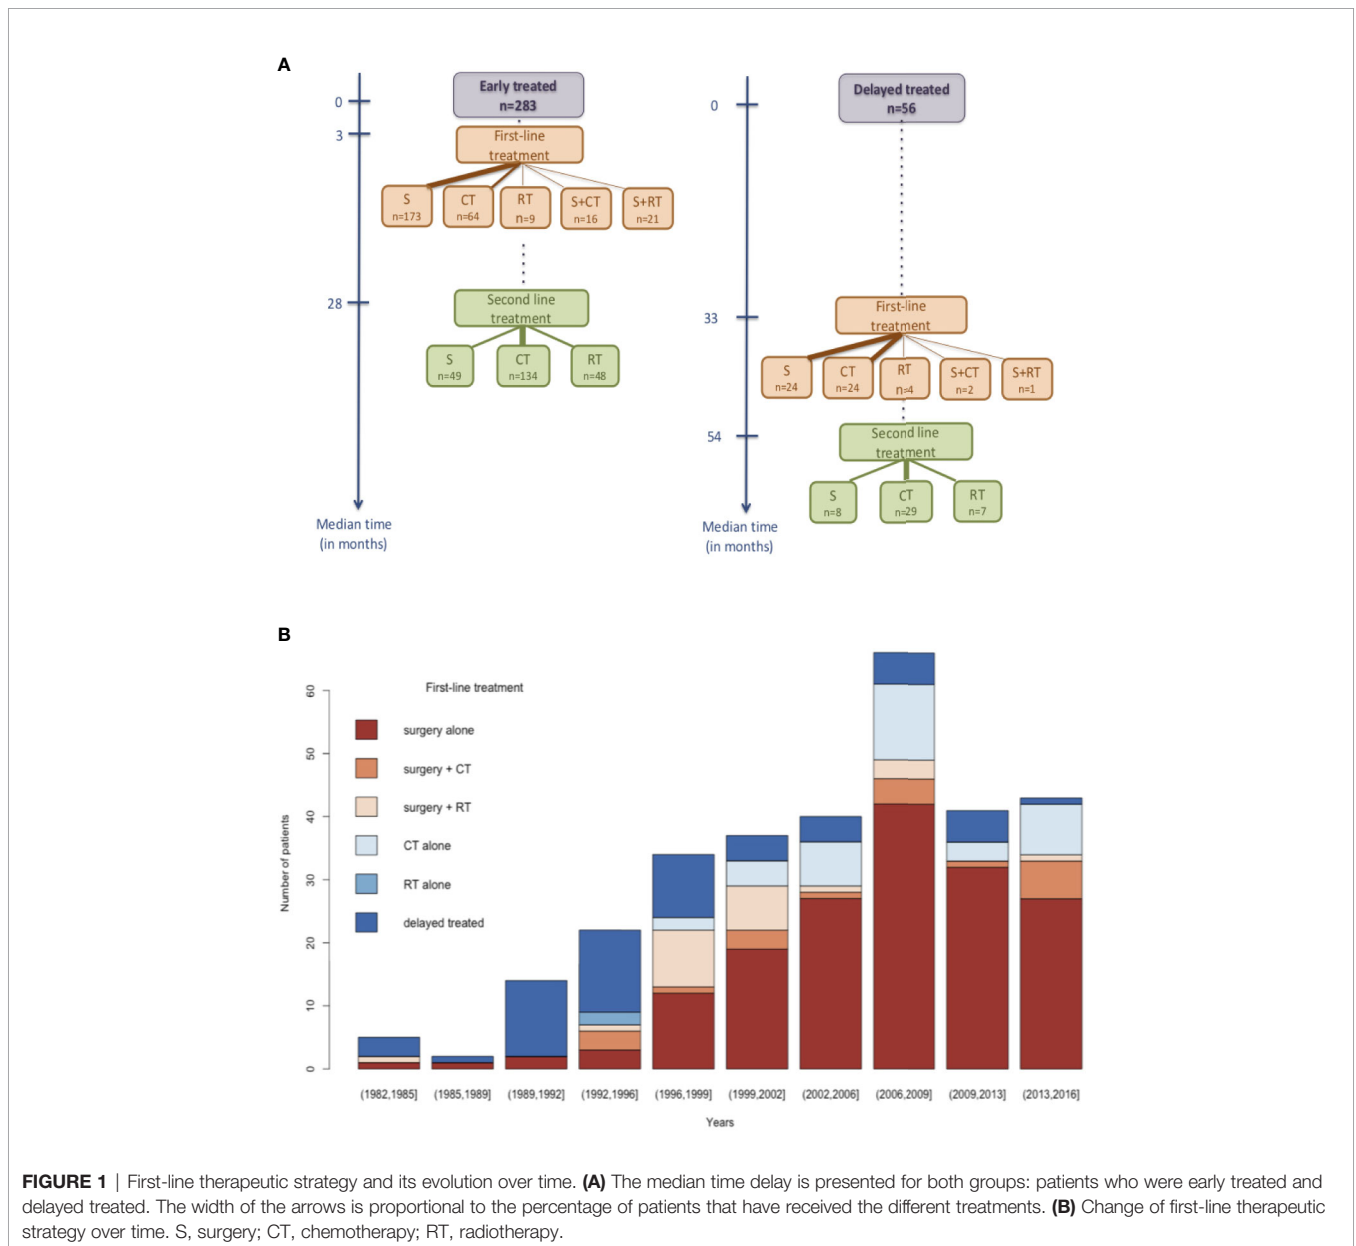 A
Early treated
n=283
0
3
First-line
treatment
S
n=173
CT
n=64
RT
n=9
S+CT
n=16
S+RT
n=21
28
Second line
treatment
S
n=49
CT
n=134
RT
n=48
Median time
(in months)
Delayed treated
n=56
0
33
First-line
treatment
S
n=24
CT
n=24
RT
n=4
S+CT
n=2
S+RT
n=1
54
Second line
treatment
S
n=8
CT
n=29
RT
n=7
Median time
(in months)
B
First-line treatment
surgery alone
surgery + CT
surgery + RT
CT alone
RT alone
delayed treated
Number of patients
60
50
40
30
20
10
0
(1982,1985] (1985,1989] (1989,1992] (1992,1996] (1996,1999] (1999,2002] (2002,2006] (2006,2009] (2009,2013] (2013,2016]
Years
FIGURE 1 | First-line therapeutic strategy and its evolution over time. (A) The median time delay is presented for both groups: patients who were early treated and
delayed treated. The width of the arrows is proportional to the percentage of patients that have received the different treatments. (B) Change of first-line therapeutic
strategy over time. S, surgery; CT, chemotherapy; RT, radiotherapy.